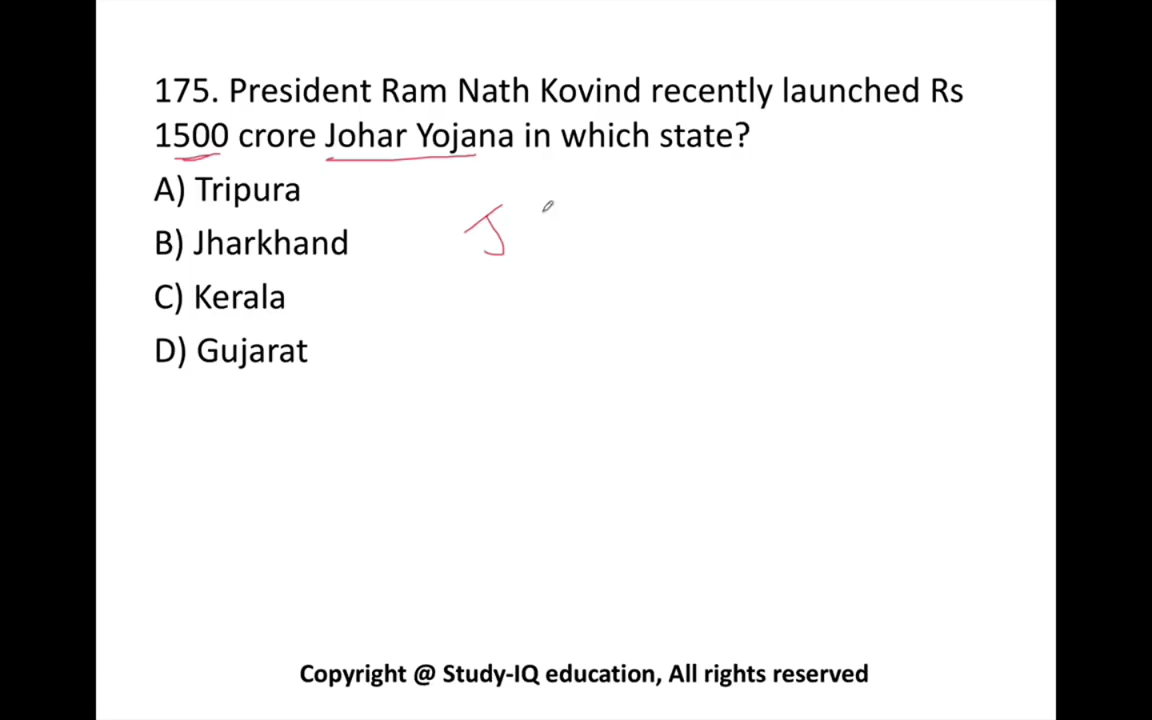 175. President Ram Nath Kovind recently launched Rs
1500 crore Johar Yojana in which state?
A) Tripura
B) Jharkhand
J
C) Kerala
D) Gujarat
Copyright @ Study-IQ education, All rights reserved